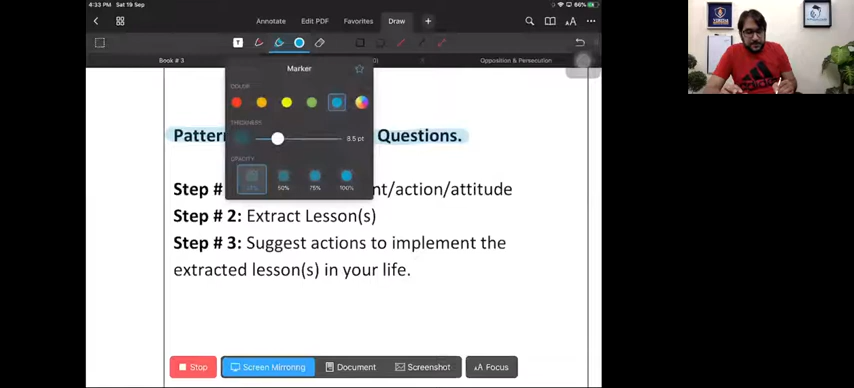 4:33 PM Sat 19 Sep
66%
Annotate Edit PDF Favorites Draw +
T
Book # 3 Opposition & Persecution
Marker
COLOR
THICKNESS
8.5 pt
OPACITY
50% 75% 100%
Questions.
Step # nt/action/attitude
Step # 2: Extract Lesson(s)
Step # 3: Suggest actions to implement the
extracted lesson(s) in your life.
Stop Screen Mirroring Document Screenshot AA Focus